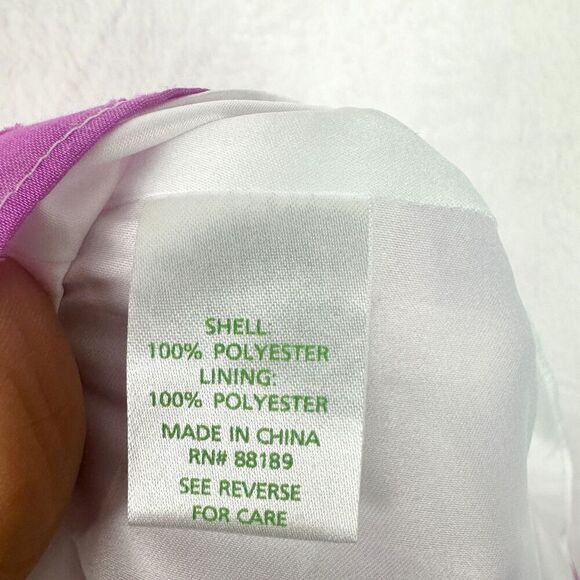 SHELL:
100% POLYESTER
LINING:
100% POLYESTER
MADE IN CHINA
RN# 88189
SEE REVERSE
FOR CARE